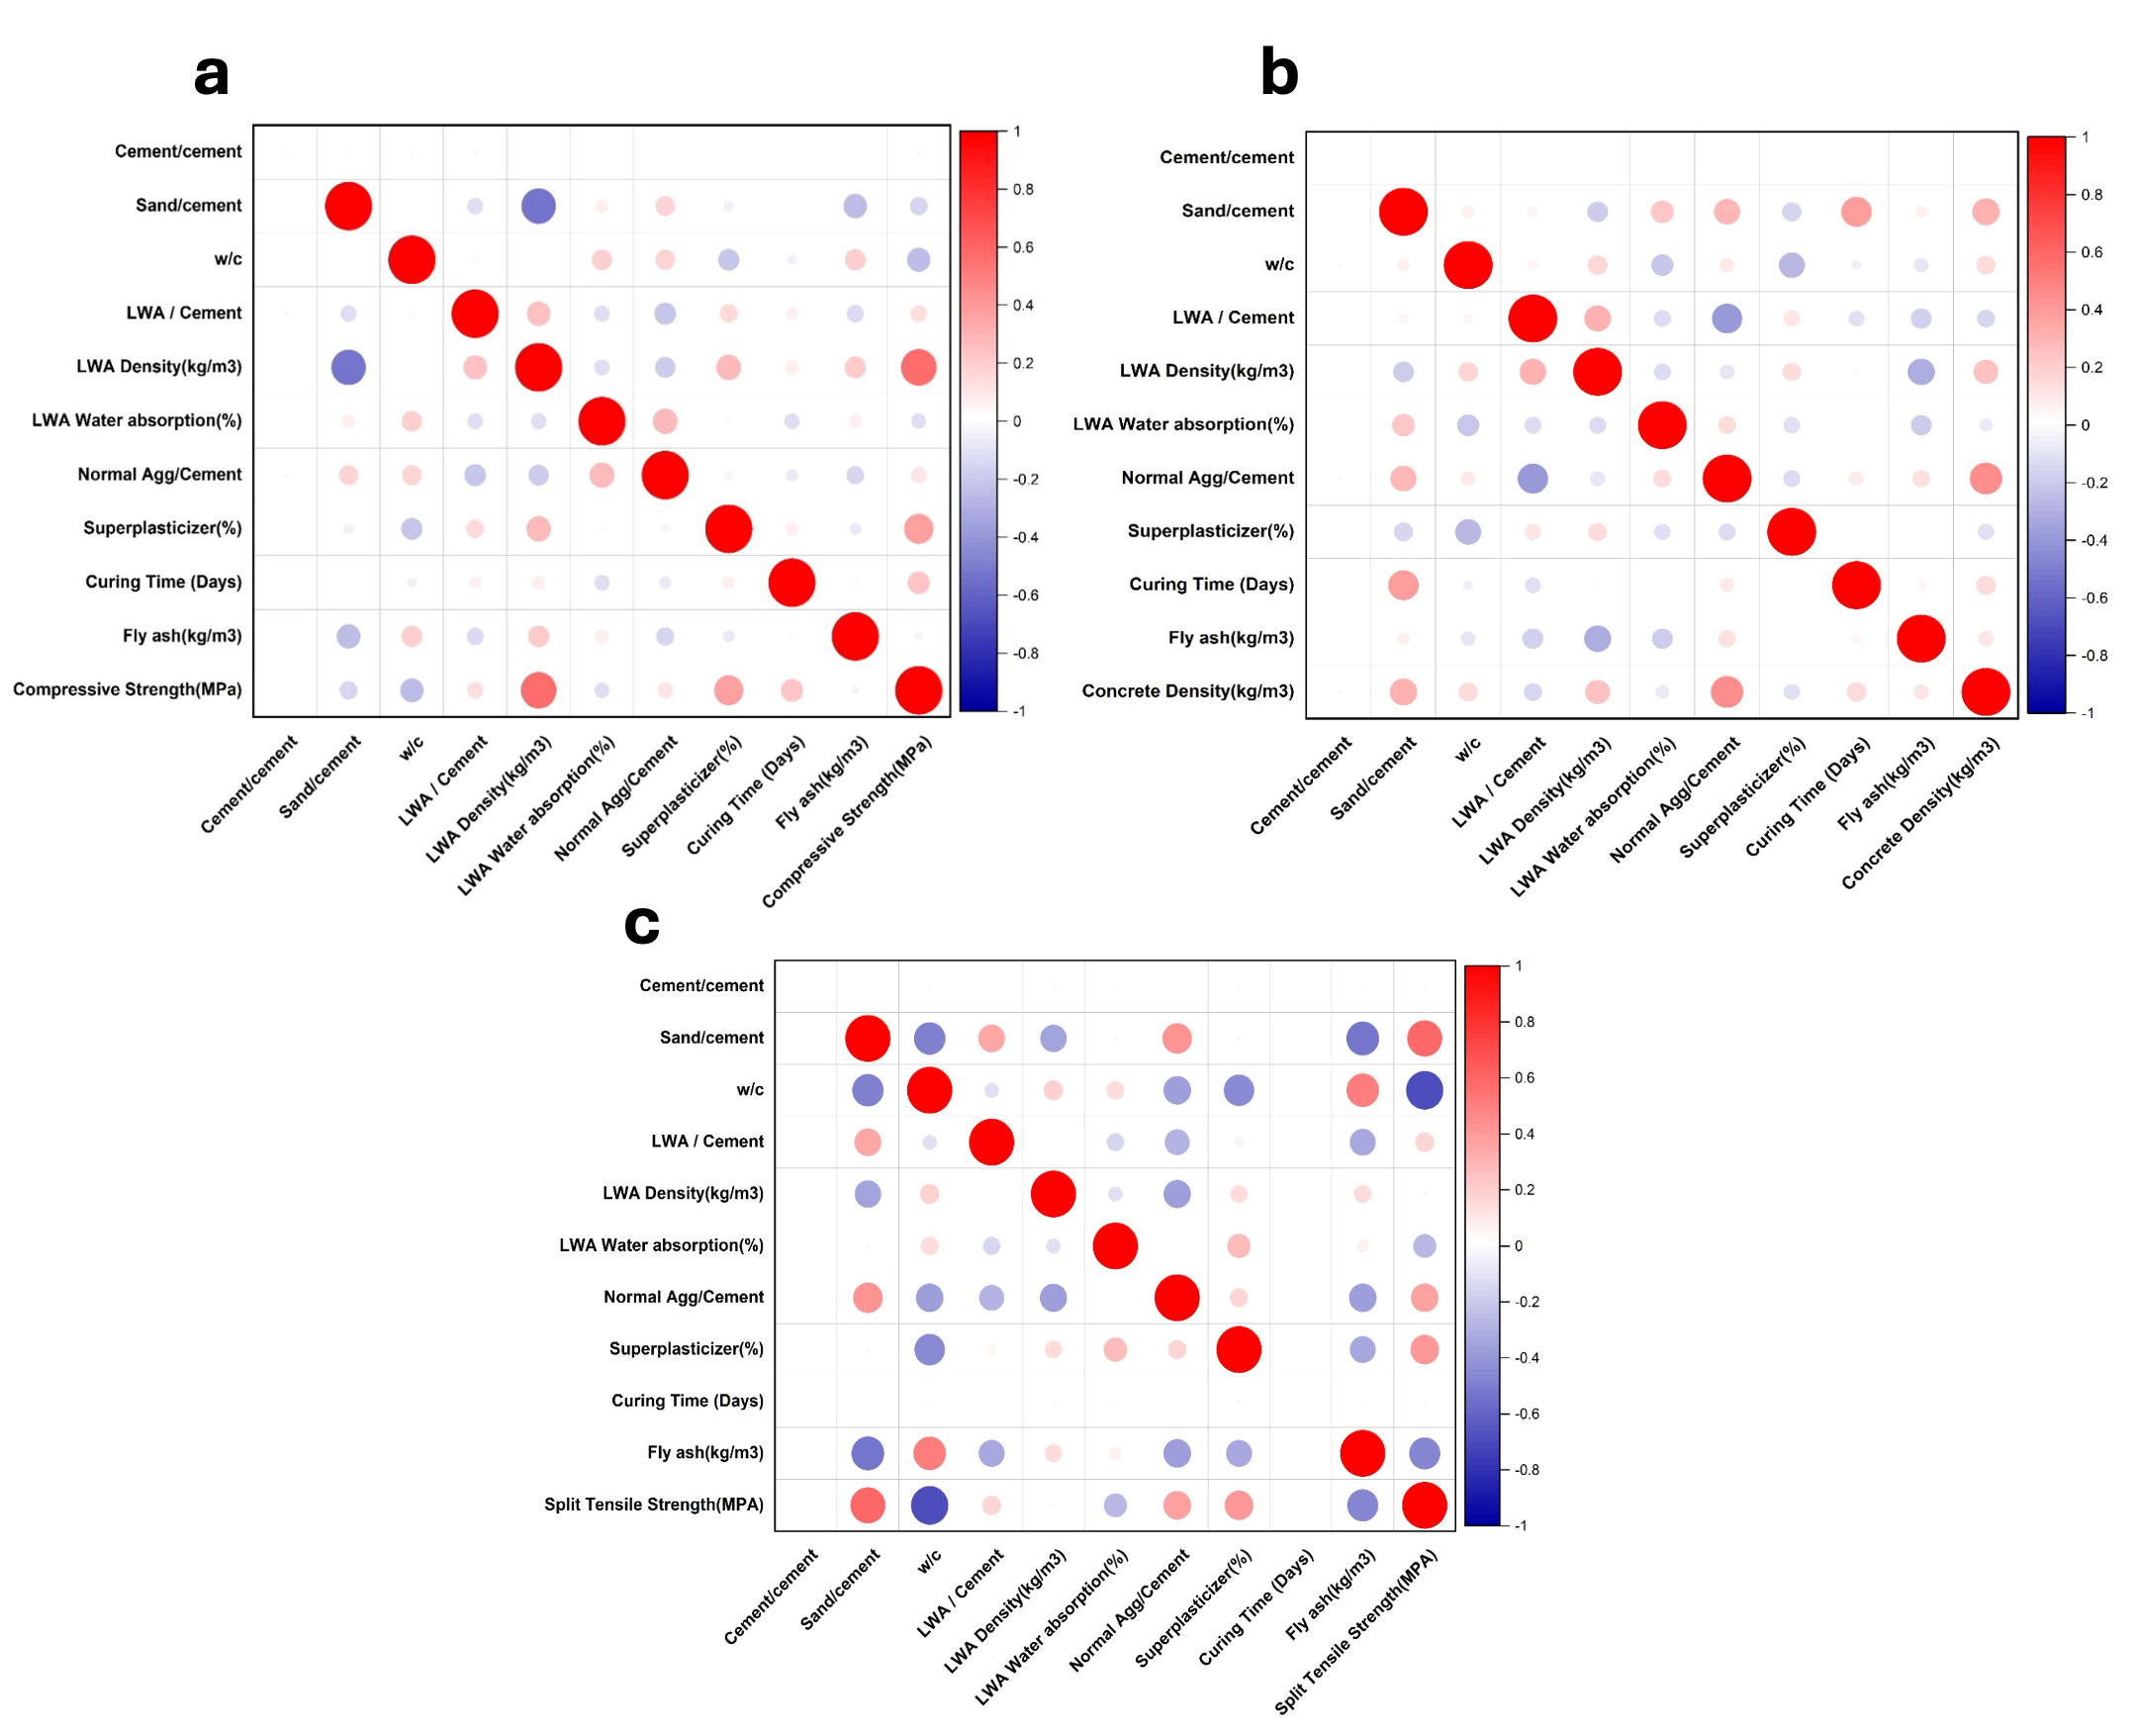 a
Cement/cement
Sand/cement
w/c
LWA / Cement
LWA Density(kg/m3)
LWA Water absorption(%)
Normal Agg/Cement
Superplasticizer(%)
Curing Time (Days)
Fly ash(kg/m3)
Compressive Strength(MPa)
Cement/cement
Sand/cement
w/c
LWA / Cement
LWA Density(kg/m3)
LWA Water absorption(%)
Normal Agg/Cement
Superplasticizer(%)
Curing Time (Days)
Fly ash(kg/m3)
Compressive Strength(MPa)
1
0.8
0.6
0.4
0.2
0
-0.2
-0.4
-0.6
-0.8
-1
b
Cement/cement
Sand/cement
w/c
LWA / Cement
LWA Density(kg/m3)
LWA Water absorption(%)
Normal Agg/Cement
Superplasticizer(%)
Curing Time (Days)
Fly ash(kg/m3)
Concrete Density(kg/m3)
Cement/cement
Sand/cement
w/c
LWA / Cement
LWA Density(kg/m3)
LWA Water absorption(%)
Normal Agg/Cement
Superplasticizer(%)
Curing Time (Days)
Fly ash(kg/m3)
Concrete Density(kg/m3)
1
0.8
0.6
0.4
0.2
0
-0.2
-0.4
-0.6
-0.8
-1
c
Cement/cement
Sand/cement
w/c
LWA / Cement
LWA Density(kg/m3)
LWA Water absorption(%)
Normal Agg/Cement
Superplasticizer(%)
Curing Time (Days)
Fly ash(kg/m3)
Split Tensile Strength(MPA)
Cement/cement
Sand/cement
w/c
LWA / Cement
LWA Density(kg/m3)
LWA Water absorption(%)
Normal Agg/Cement
Superplasticizer(%)
Curing Time (Days)
Fly ash(kg/m3)
Split Tensile Strength(MPA)
1
0.8
0.6
0.4
0.2
0
-0.2
-0.4
-0.6
-0.8
-1